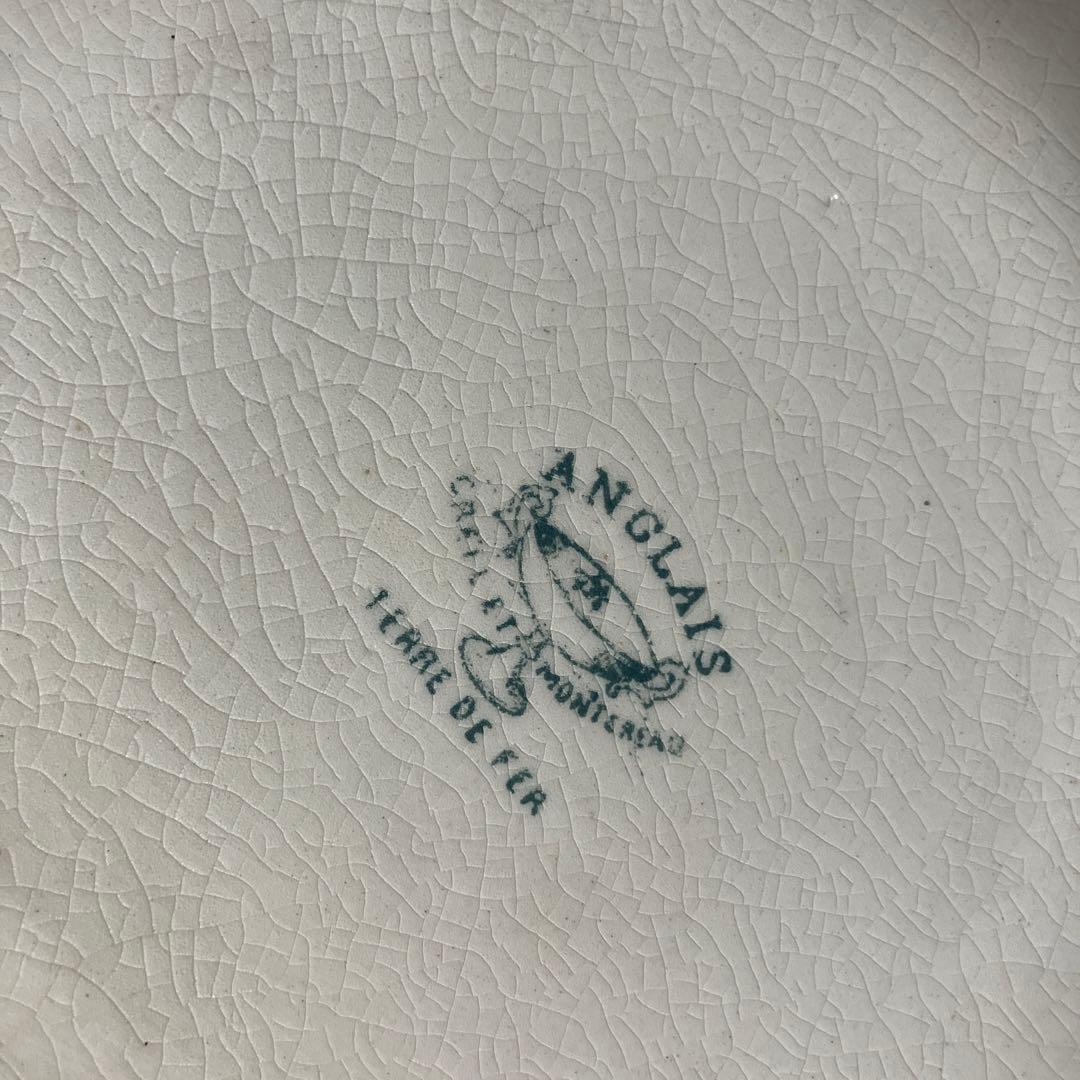 ANGLAIS
CREIL ET MONTEREAU
TERRE DE FER